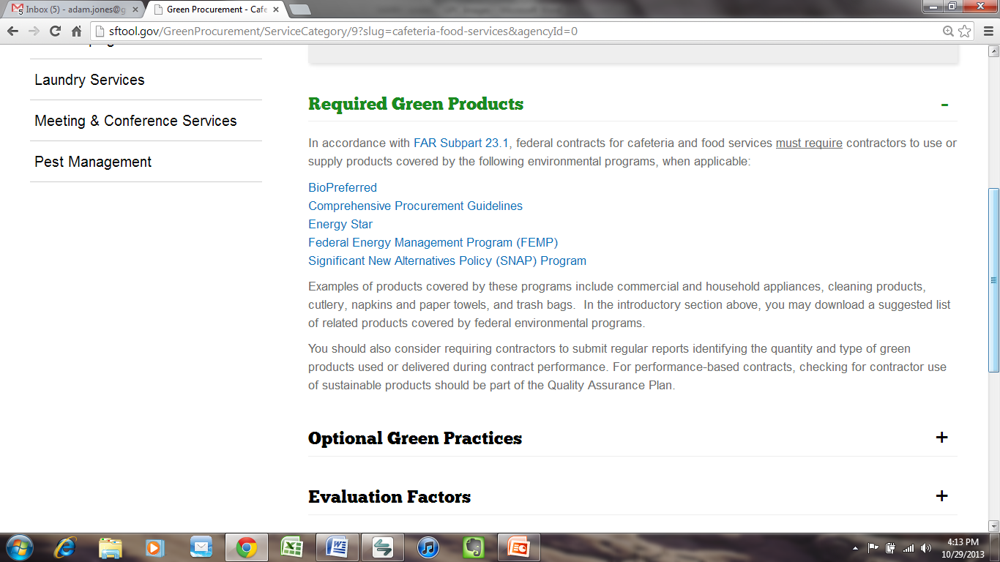 Inbox (5) - adam.jones@g
Green Procurement - Cafe
sftool.gov/GreenProcurement/ServiceCategory/9?slug=cafeteria-food-services&agencyId=0
Laundry Services
Meeting & Conference Services
Pest Management
Required Green Products
-
In accordance with FAR Subpart 23.1, federal contracts for cafeteria and food services must require contractors to use or
supply products covered by the following environmental programs, when applicable:
BioPreferred
Comprehensive Procurement Guidelines
Energy Star
Federal Energy Management Program (FEMP)
Significant New Alternatives Policy (SNAP) Program
Examples of products covered by these programs include commercial and household appliances, cleaning products,
cutlery, napkins and paper towels, and trash bags.  In the introductory section above, you may download a suggested list
of related products covered by federal environmental programs.
You should also consider requiring contractors to submit regular reports identifying the quantity and type of green
products used or delivered during contract performance. For performance-based contracts, checking for contractor use
of sustainable products should be part of the Quality Assurance Plan.
Optional Green Practices
+
Evaluation Factors
+
4:13 PM
10/29/2013